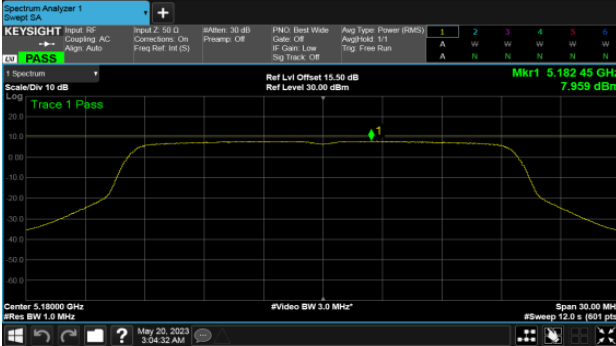 Spectrum Analyzer 1
Swept SA
+
KEYSIGHT Input: RF Input Z: 50 Ω #Atten: 30 dB PNO: Best Wide Avg Type: Power (RMS) 1 2 3 4 5 6
Coupling: AC Corrections: On Preamp: Off Gate: Off Avg|Hold: 1/1 A W W W W W
Align: Auto Freq Ref: Int (S) IF Gain: Low Trig: Free Run
PASS Sig Track: Off A N N N N N
1 Spectrum Ref Lvl Offset 15.50 dB Mkr1 5.182 45 GHz
Scale/Div 10 dB Ref Level 30.00 dBm 7.959 dBm
Log
Trace 1 Pass
20.0
10.0
1
0.00
-10.0
-20.0
-30.0
-40.0
-50.0
-60.0
Center 5.18000 GHz #Video BW 3.0 MHz* Span 30.00 MHz
#Res BW 1.0 MHz #Sweep 12.0 s (601 pts)
? May 20, 2023
3:04:32 AM